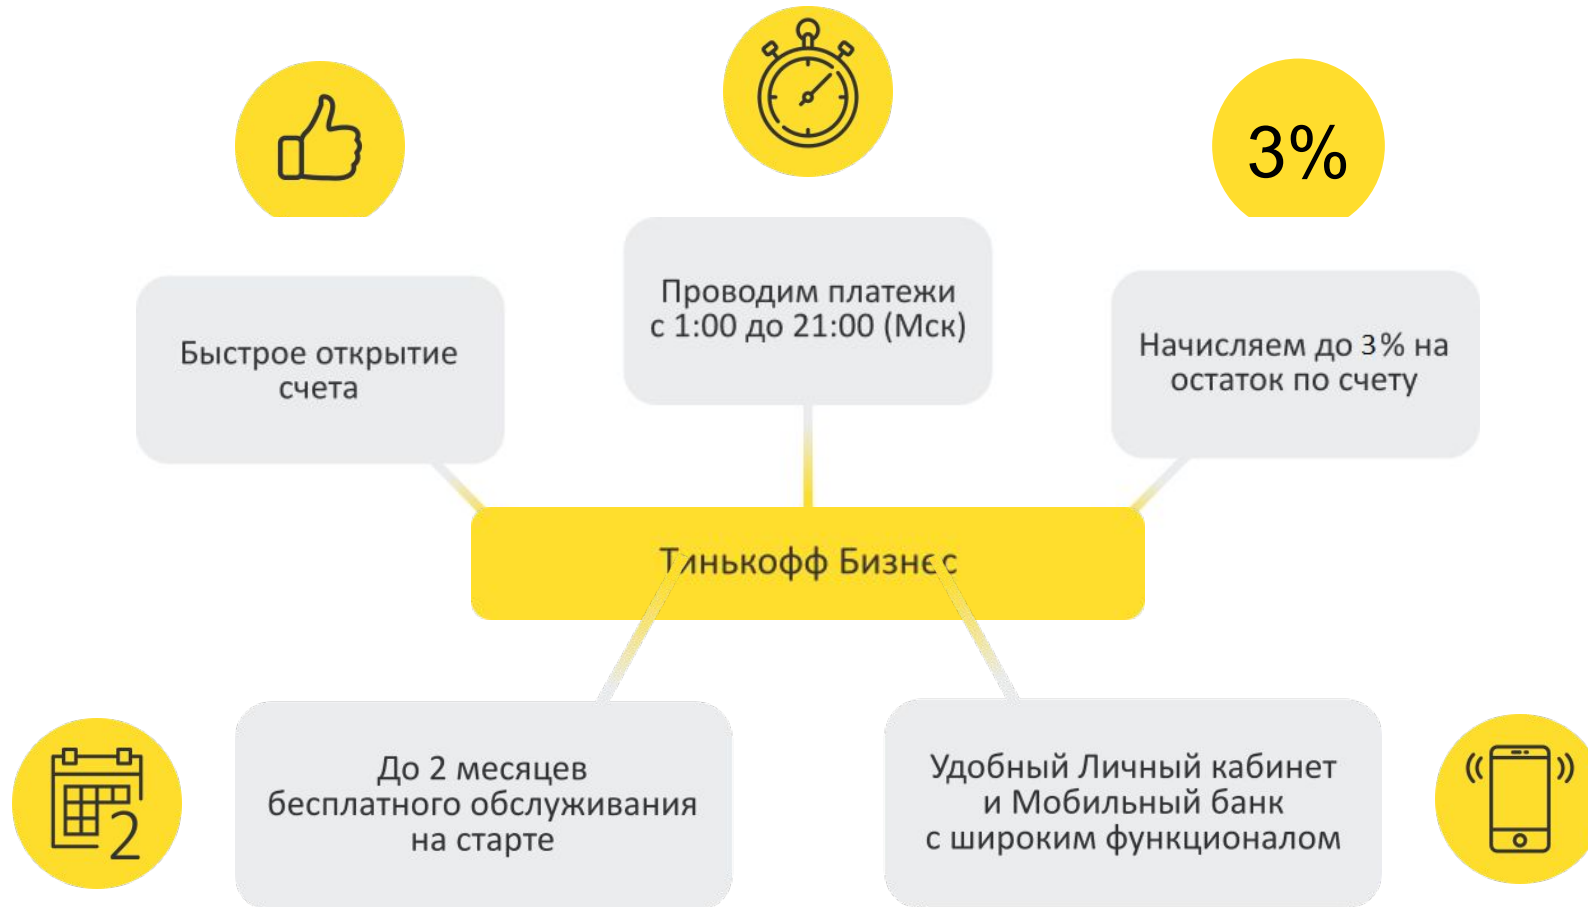 3%
Проводим платежи
с 1:00 до 21:00 (Мск)
Быстрое открытие
счета
Начисляем до 3% на
остаток по счету
Тинькофф Бизнес
2
До 2 месяцев
бесплатного обслуживания
на старте
Удобный Личный кабинет
и Мобильный банк
с широким функционалом